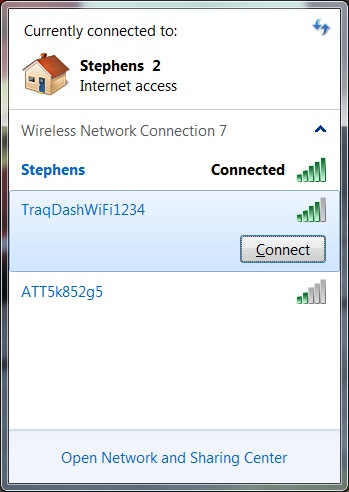 Currently connected to:
Stephens 2
Internet access
Wireless Network Connection 7
Stephens Connected
TraqDashWiFi1234
Connect
ATT5k852g5
Open Network and Sharing Center